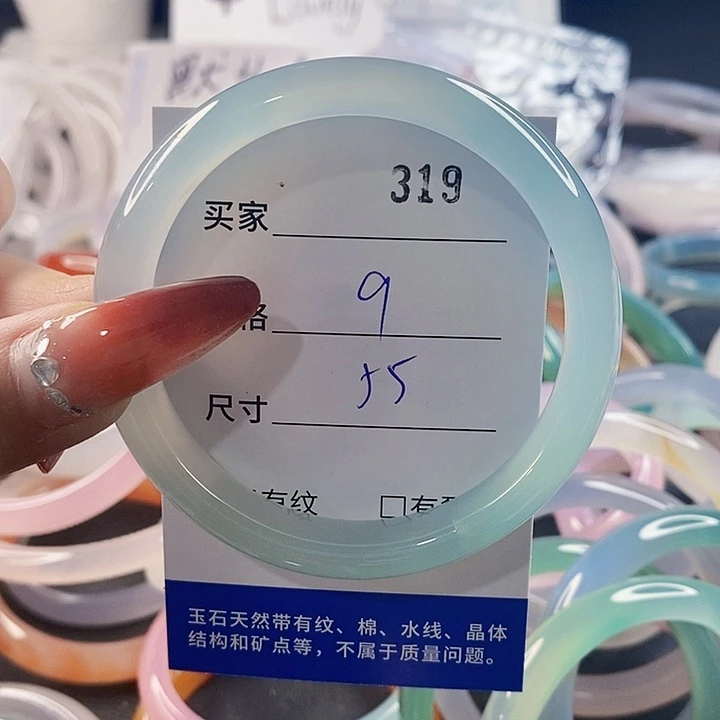 319
买家
9
格
55
尺寸
有纹
□有
玉石天然带有纹、棉、水线、晶体
结构和矿点等，不属于质量问题。